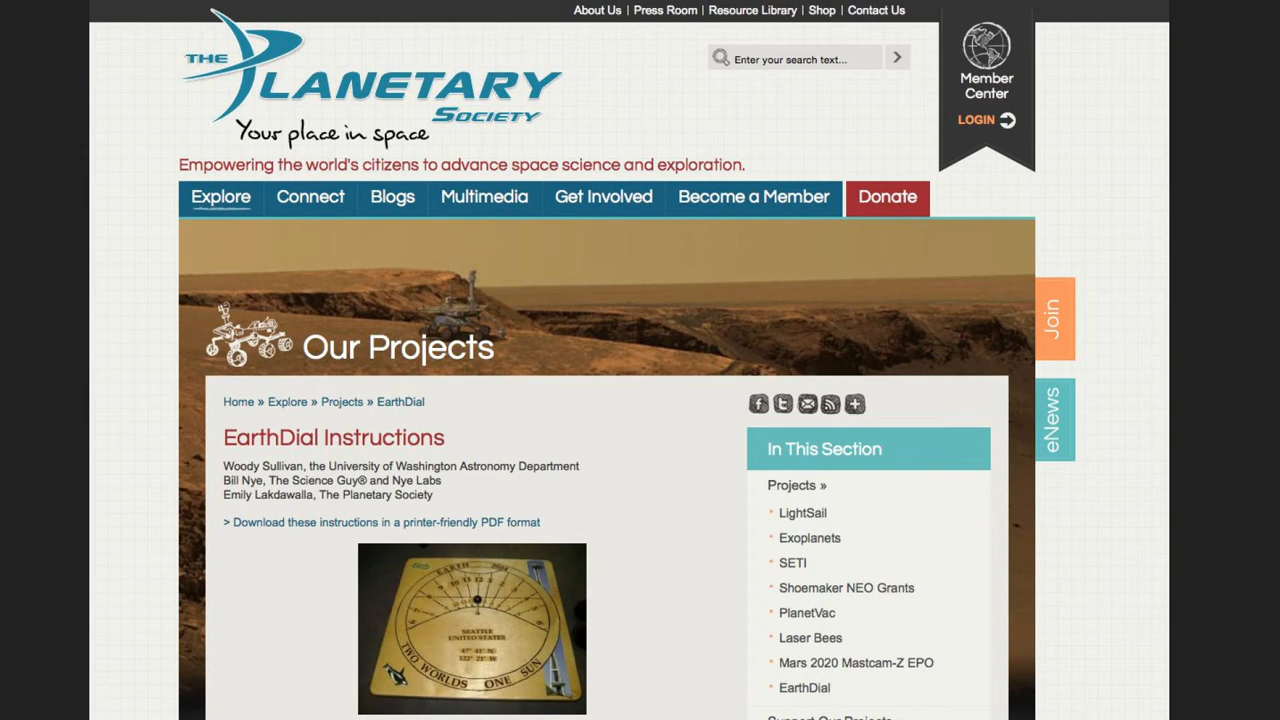 About Us | Press Room | Resource Library | Shop | Contact Us
THE PLANETARY SOCIETY
Your place in space
Enter your search text...
Member
Center
LOGIN
Empowering the world's citizens to advance space science and exploration.
Explore Connect Blogs Multimedia Get Involved Become a Member Donate
Join
eNews
Our Projects
Home » Explore » Projects » EarthDial
EarthDial Instructions
Woody Sullivan, the University of Washington Astronomy Department
Bill Nye, The Science Guy® and Nye Labs
Emily Lakdawalla, The Planetary Society
> Download these instructions in a printer-friendly PDF format
EARTH
SEATTLE
UNITED STATES
TWO WORLDS ONE SUN
In This Section
Projects »
LightSail
Exoplanets
SETI
Shoemaker NEO Grants
PlanetVac
Laser Bees
Mars 2020 Mastcam-Z EPO
EarthDial